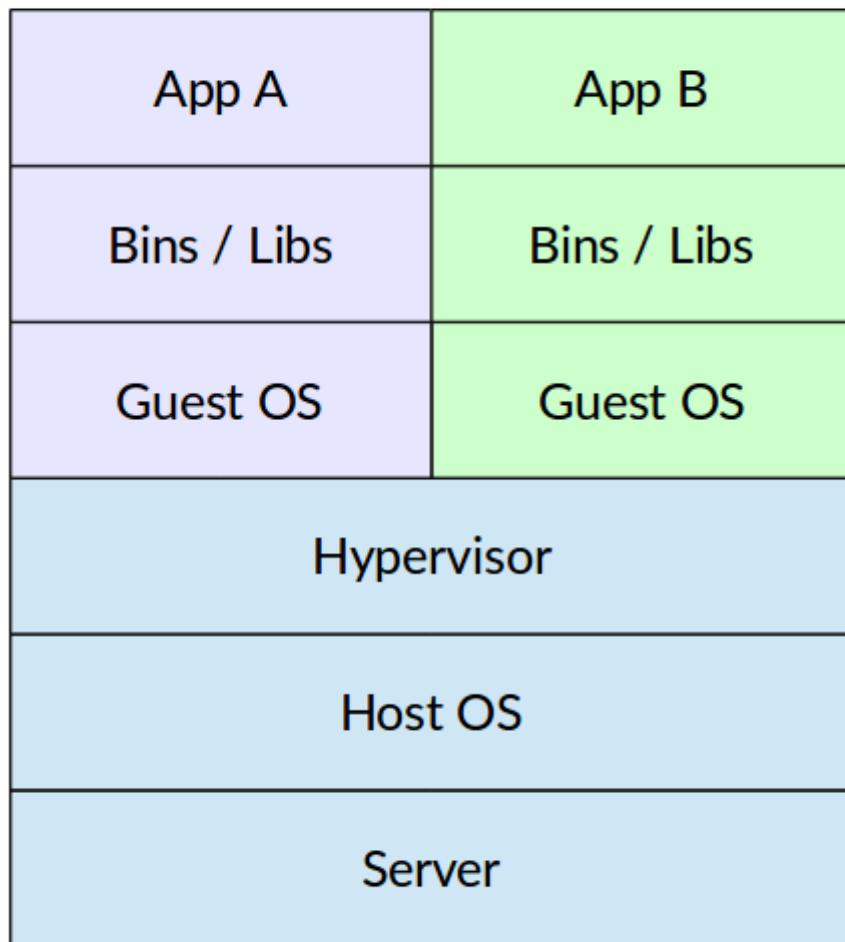 App A App B
Bins / Libs Bins / Libs
Guest OS Guest OS
Hypervisor
Host OS
Server